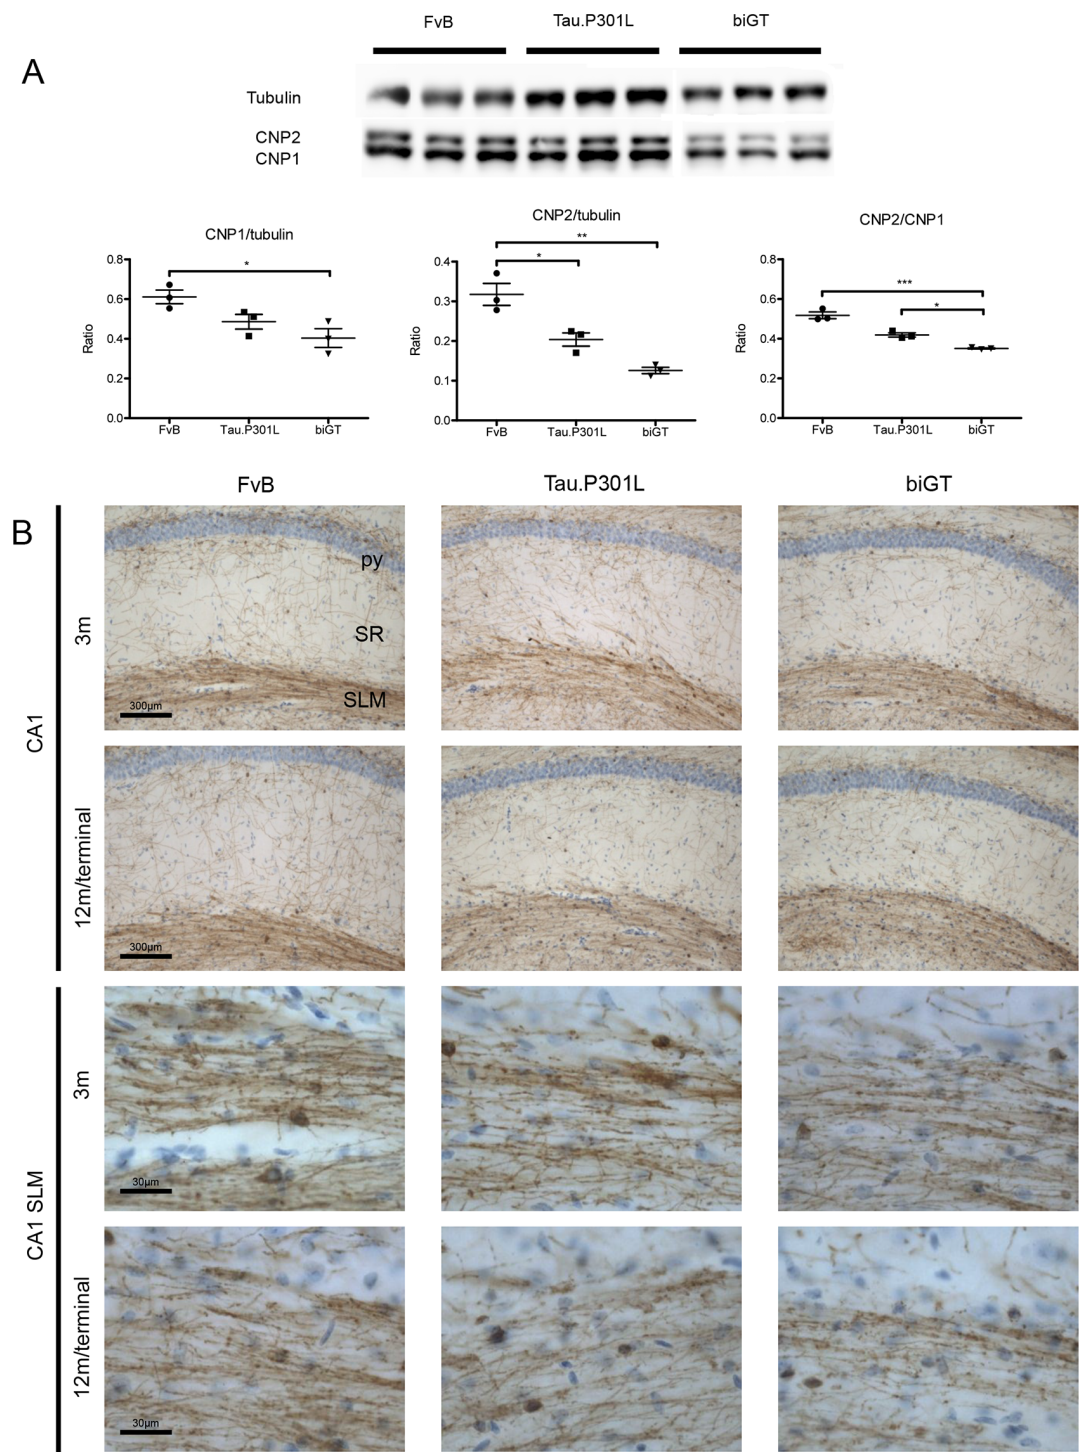 FvB Tau.P301L biGT
A
Tubulin
CNP2
CNP1
CNP1/tubulin
*
0.8
0.6
0.4
0.2
0.0
Ratio
FvB Tau.P301L biGT
CNP2/tubulin
**
*
0.4
0.3
0.2
0.1
0.0
Ratio
FvB Tau.P301L biGT
CNP2/CNP1
***
*
0.8
0.6
0.4
0.2
0.0
Ratio
FvB Tau.P301L biGT
FvB Tau.P301L biGT
B
CA1
3m
py
SR
SLM
300µm
12m/terminal
300µm
CA1 SLM
3m
30µm
12m/terminal
30µm